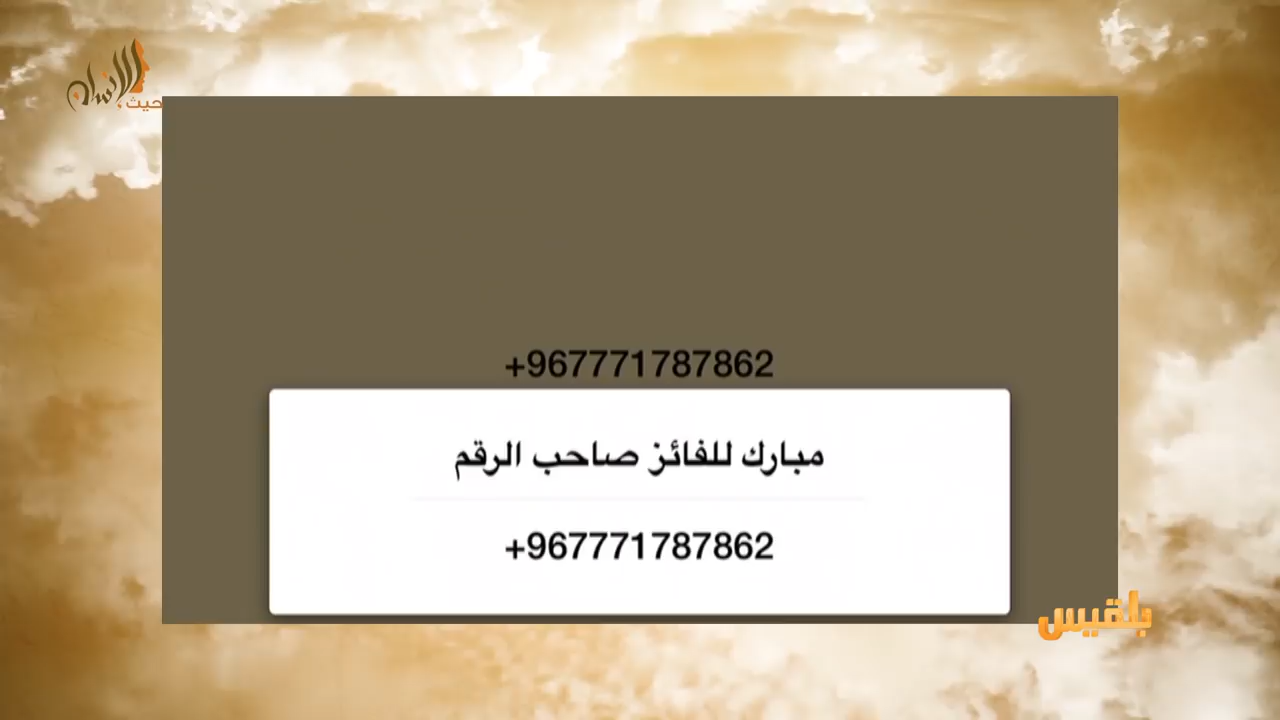 حيث الإنسان
+967771787862
مبارك للفائز صاحب الرقم
+967771787862
بلقيس